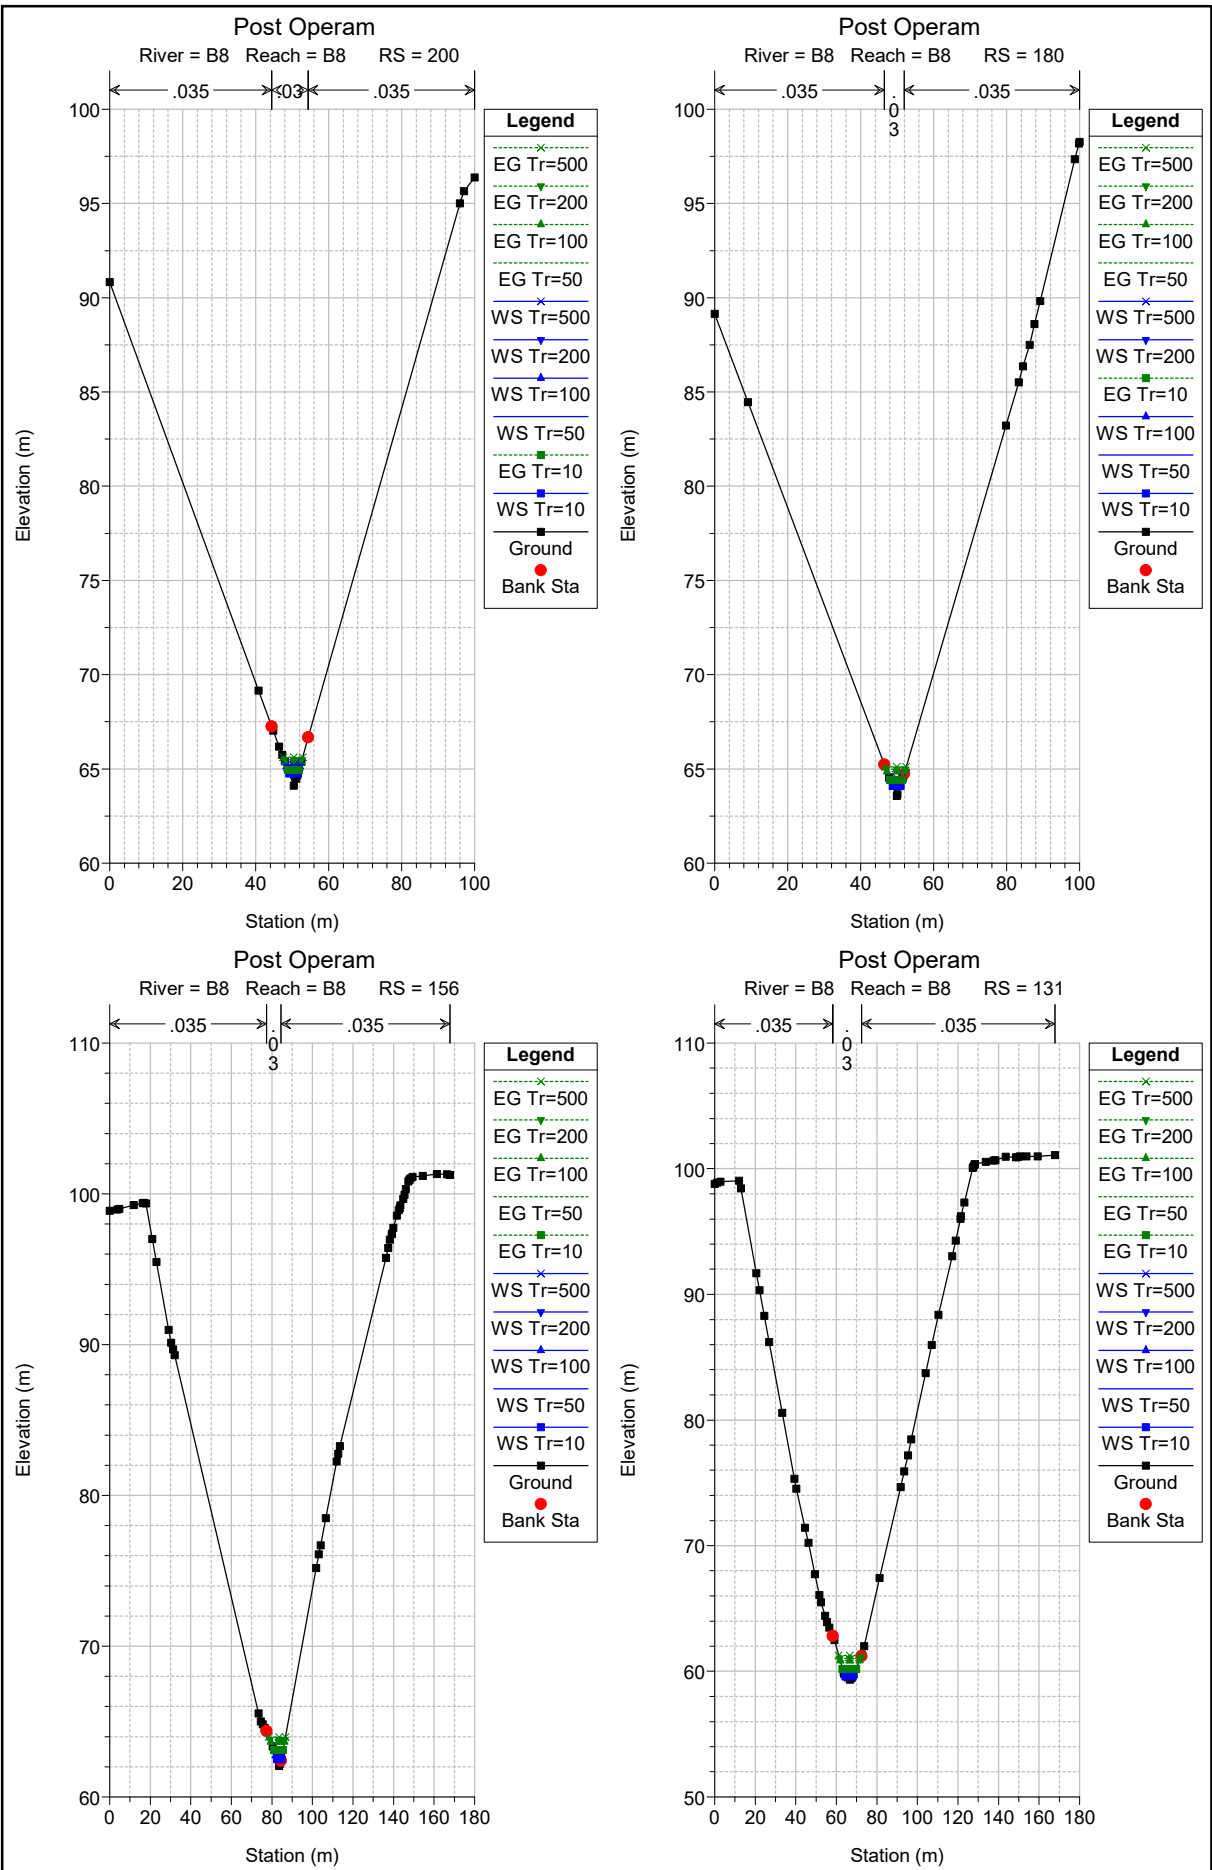 Post Operam
River = B8 Reach = B8 RS = 200
.035 .03 .035
100
95
90
85
80
75
70
65
60
Elevation (m)
0 20 40 60 80 100
Station (m)
Legend
EG Tr=500
EG Tr=200
EG Tr=100
EG Tr=50
WS Tr=500
WS Tr=200
WS Tr=100
WS Tr=50
EG Tr=10
WS Tr=10
Ground
Bank Sta
Post Operam
River = B8 Reach = B8 RS = 180
.035 .03 .035
100
95
90
85
80
75
70
65
60
Elevation (m)
0 20 40 60 80 100
Station (m)
Legend
EG Tr=500
EG Tr=200
EG Tr=100
EG Tr=50
WS Tr=500
WS Tr=200
EG Tr=10
WS Tr=100
WS Tr=50
WS Tr=10
Ground
Bank Sta
Post Operam
River = B8 Reach = B8 RS = 156
.035 .03 .035
110
100
90
80
70
60
Elevation (m)
0 20 40 60 80 100 120 140 160 180
Station (m)
Legend
EG Tr=500
EG Tr=200
EG Tr=100
EG Tr=50
EG Tr=10
WS Tr=500
WS Tr=200
WS Tr=100
WS Tr=50
WS Tr=10
Ground
Bank Sta
Post Operam
River = B8 Reach = B8 RS = 131
.035 .03 .035
110
100
90
80
70
60
50
Elevation (m)
0 20 40 60 80 100 120 140 160 180
Station (m)
Legend
EG Tr=500
EG Tr=200
EG Tr=100
EG Tr=50
EG Tr=10
WS Tr=500
WS Tr=200
WS Tr=100
WS Tr=50
WS Tr=10
Ground
Bank Sta